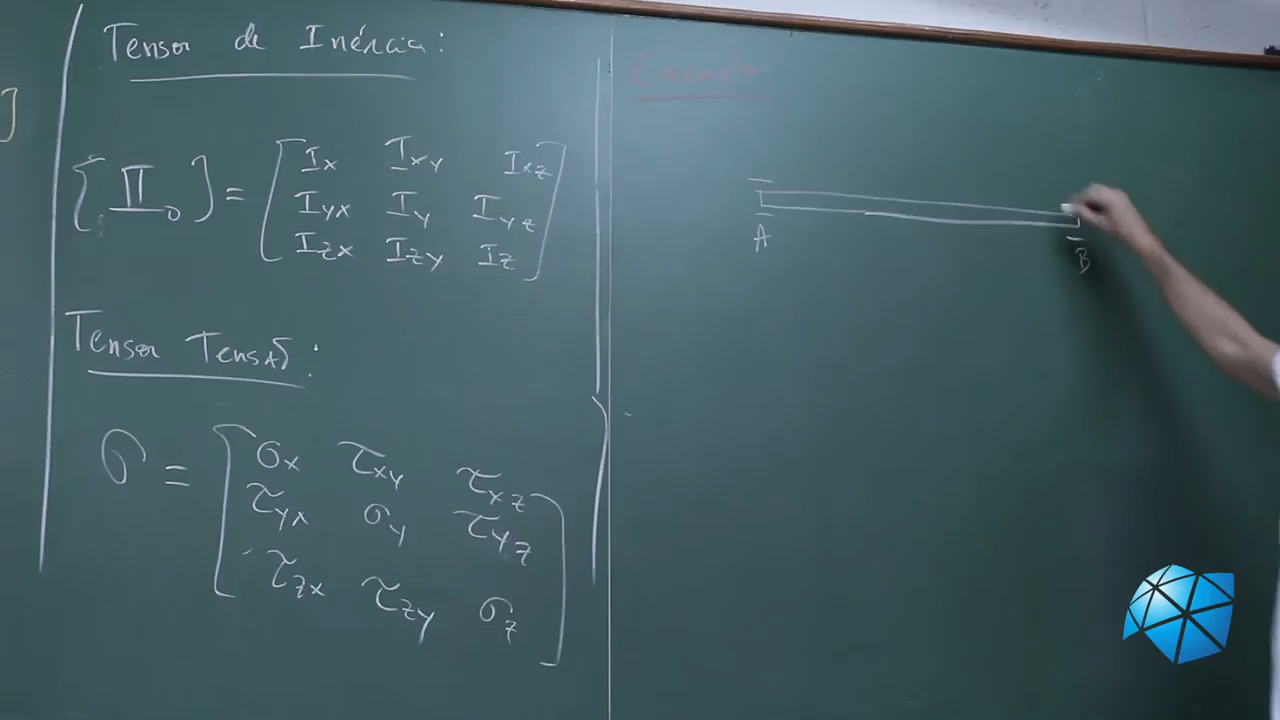 ]
Tensor de Inércia:
{II₀} = [Ix Ixy Ixz
Iyx Iy Iyz
Izx Izy Iz]
Tensor Tensão:
σ = [σx τxy τxz
τyx σy τyz
τzx τzy σz]
Exemplo
A
B